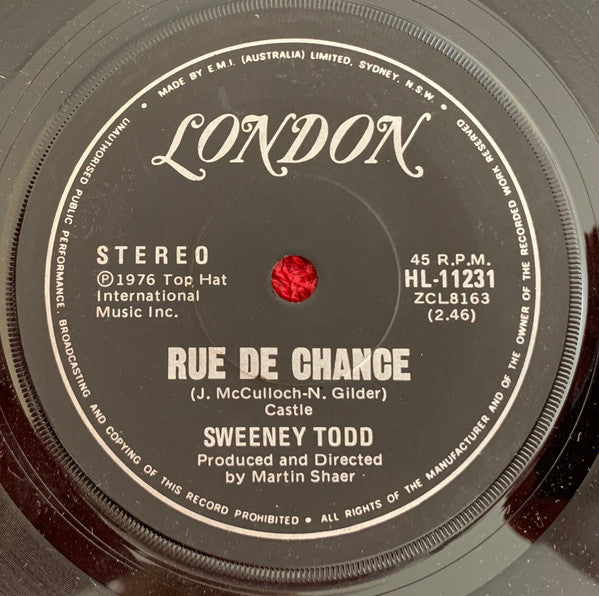 • MADE BY E.M.I. (AUSTRALIA) LIMITED. SYDNEY. N.S.W. •
LONDON
STEREO
℗1976 Top Hat
International
Music Inc.
45 R.P.M.
HL-11231
ZCL8163
(2.46)
RUE DE CHANCE
(J. McCulloch-N. Gilder)
Castle
SWEENEY TODD
Produced and Directed
by Martin Shaer
UNAUTHORISED PUBLIC PERFORMANCE. BROADCASTING AND COPYING OF THIS RECORD PROHIBITED • ALL RIGHTS OF THE MANUFACTURER AND OF THE OWNER OF THE RECORDED WORK RESERVED